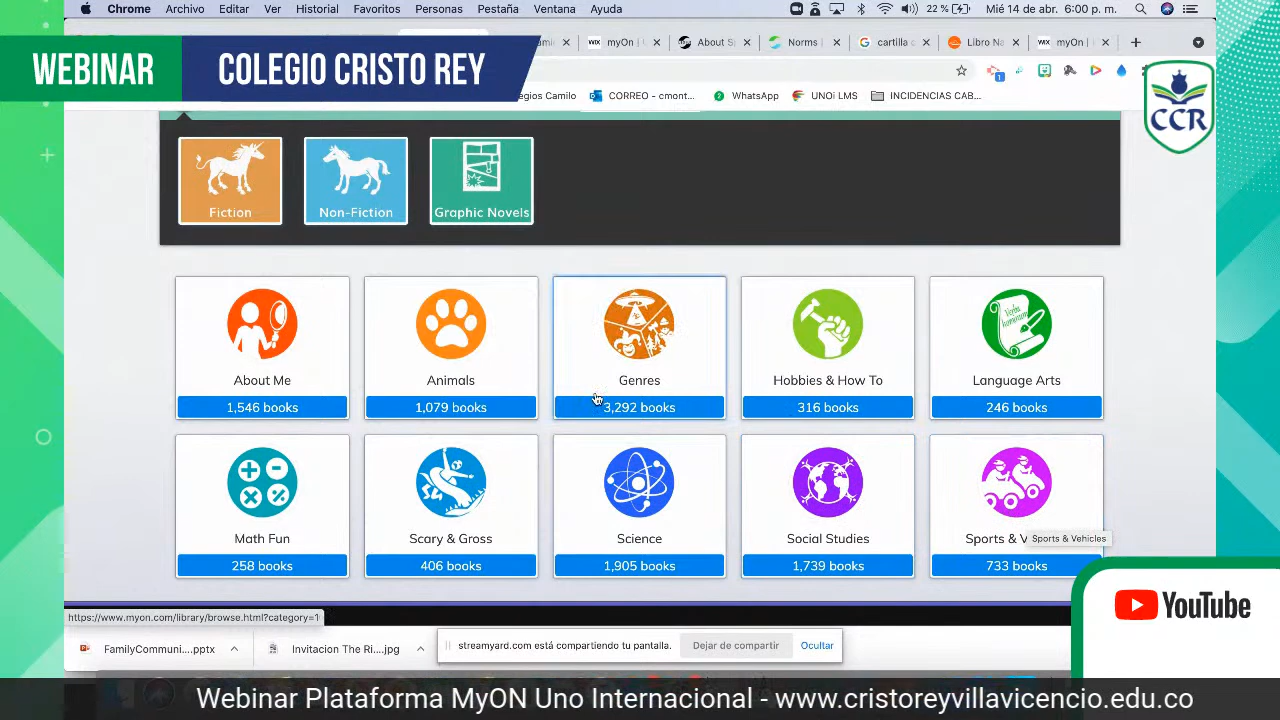 Chrome Archivo Editar Ver Historial Favoritos Personas Pestaña Ventana Ayuda 22 % Mié 14 de abr. 6:00 p. m.
WEBINAR COLEGIO CRISTO REY
myOn | U About S Norms | cartilla c Libro Na myOn | K
egios Camilo CORREO - cmont... WhatsApp UNOi LMS INCIDENCIAS CAB...
CCR
Fiction Non-Fiction Graphic Novels
About Me Animals Genres Hobbies & How To Language Arts
1,546 books 1,079 books 3,292 books 316 books 246 books
Math Fun Scary & Gross Science Social Studies Sports & V
Sports & Vehicles
258 books 406 books 1,905 books 1,739 books 733 books
YouTube
https://www.myon.com/library/browse.html?category=1
FamilyCommuni....pptx Invitacion The Ri....jpg streamyard.com está compartiendo tu pantalla. Dejar de compartir Ocultar
Webinar Plataforma MyON Uno Internacional - www.cristoreyvillavicencio.edu.co